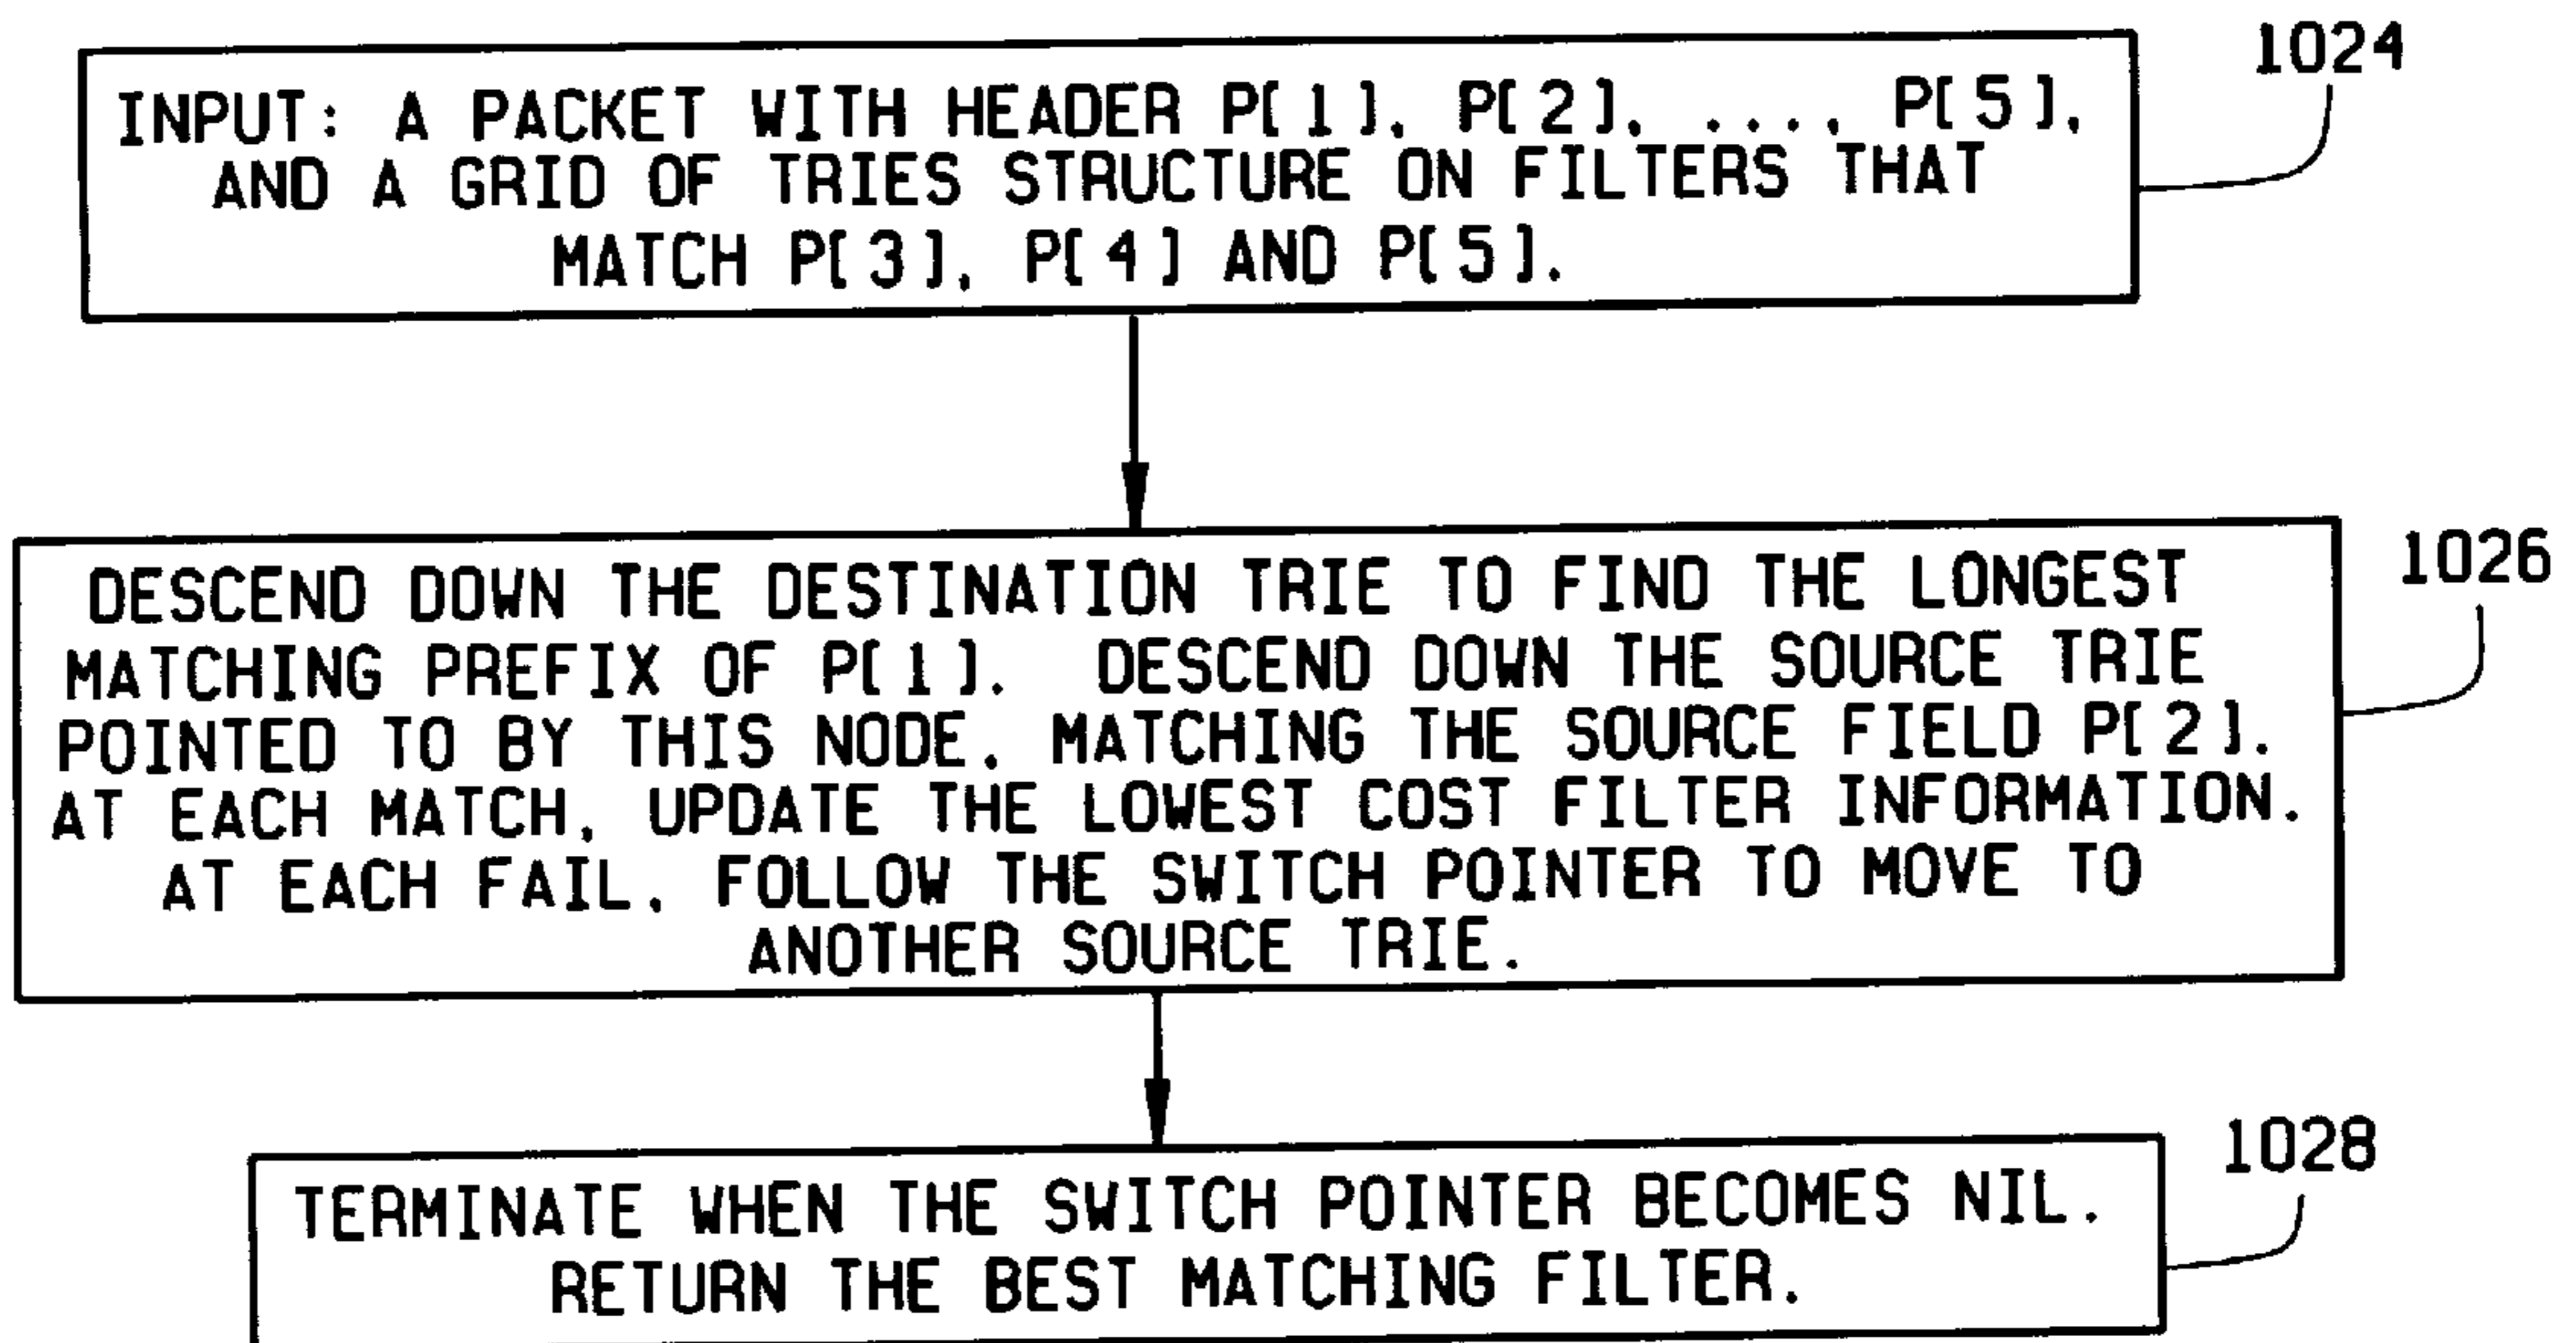 1024
INPUT: A PACKET WITH HEADER P[1], P[2], ...., P[5],
AND A GRID OF TRIES STRUCTURE ON FILTERS THAT
MATCH P[3], P[4] AND P[5].
1026
DESCEND DOWN THE DESTINATION TRIE TO FIND THE LONGEST
MATCHING PREFIX OF P[1]. DESCEND DOWN THE SOURCE TRIE
POINTED TO BY THIS NODE, MATCHING THE SOURCE FIELD P[2].
AT EACH MATCH, UPDATE THE LOWEST COST FILTER INFORMATION.
AT EACH FAIL, FOLLOW THE SWITCH POINTER TO MOVE TO
ANOTHER SOURCE TRIE.
1028
TERMINATE WHEN THE SWITCH POINTER BECOMES NIL.
RETURN THE BEST MATCHING FILTER.